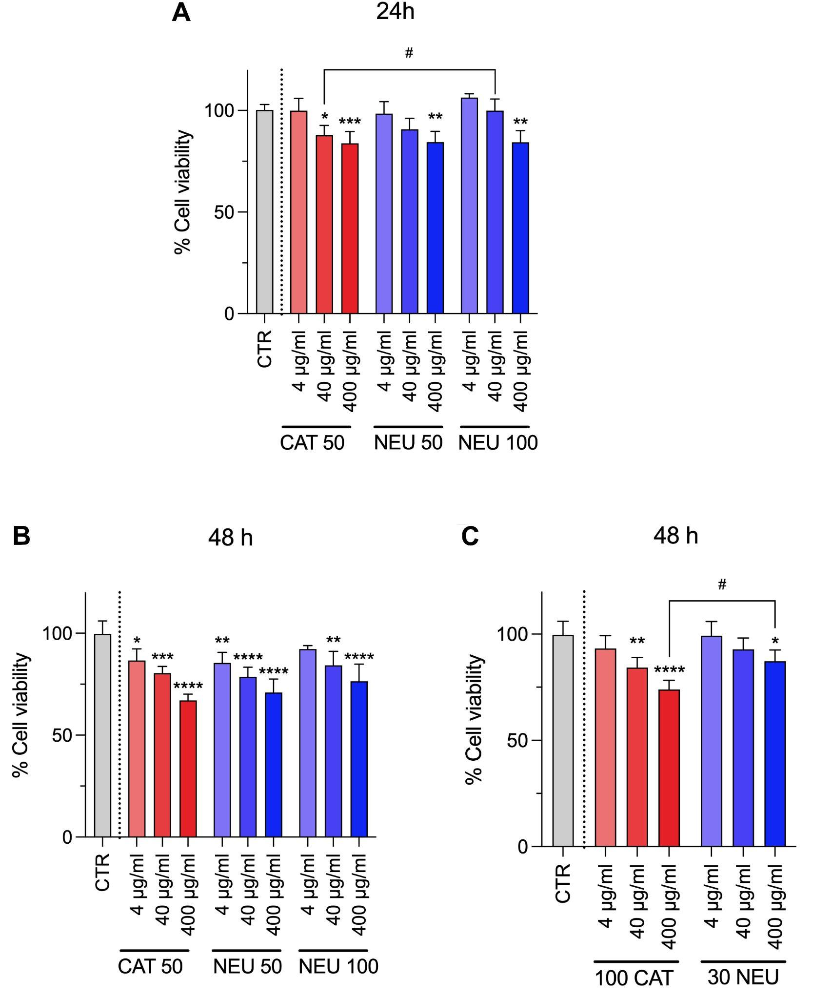 A
24h
#
% Cell viability
100
50
0
* *** ** **
CTR
4 µg/ml
40 µg/ml
400 µg/ml
4 µg/ml
40 µg/ml
400 µg/ml
4 µg/ml
40 µg/ml
400 µg/ml
CAT 50
NEU 50
NEU 100
B
48 h
% Cell viability
100
50
0
* *** **** ** **** **** ** ****
CTR
4 µg/ml
40 µg/ml
400 µg/ml
4 µg/ml
40 µg/ml
400 µg/ml
4 µg/ml
40 µg/ml
400 µg/ml
CAT 50
NEU 50
NEU 100
C
48 h
#
% Cell viability
100
50
0
** **** *
CTR
4 µg/ml
40 µg/ml
400 µg/ml
4 µg/ml
40 µg/ml
400 µg/ml
100 CAT
30 NEU